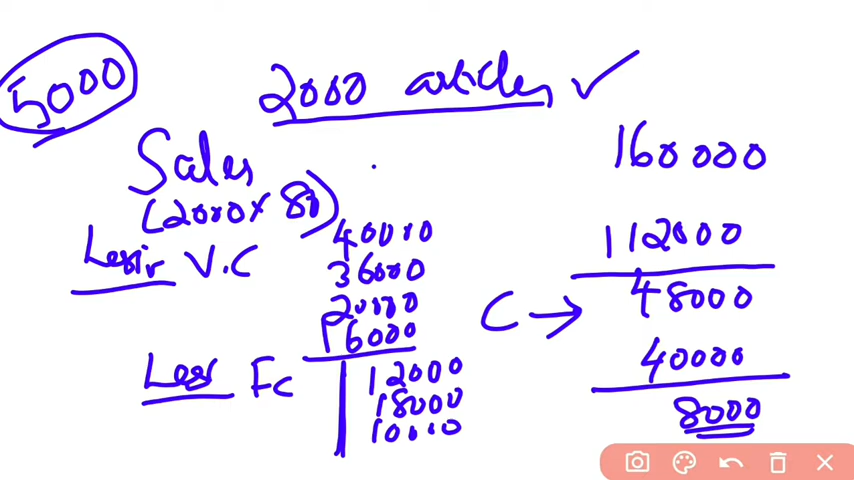 5000
2000 articles ✓
Sales 160000
(2000 × 80)
Less: V.C 112000
40000
36000
20000
16000
C → 48000
Less FC 40000
12000
18000
10000
8000